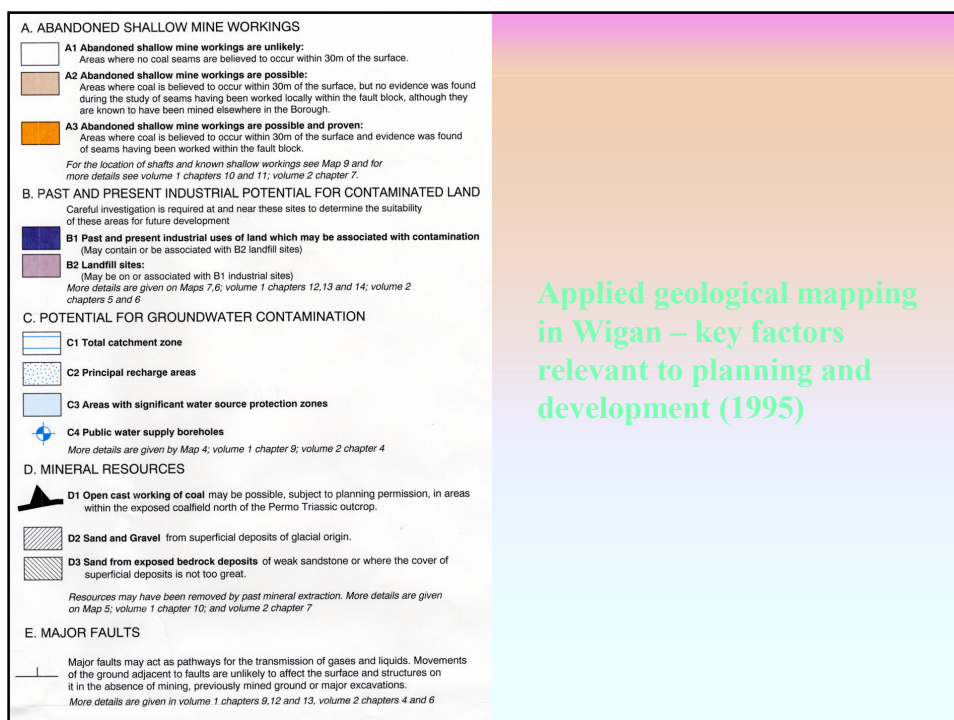 A. ABANDONED SHALLOW MINE WORKINGS
A1 Abandoned shallow mine workings are unlikely:
Areas where no coal seams are believed to occur within 30m of the surface.
A2 Abandoned shallow mine workings are possible:
Areas where coal is believed to occur within 30m of the surface, but no evidence was found
during the study of seams having been worked locally within the fault block, although they
are known to have been mined elsewhere in the Borough.
A3 Abandoned shallow mine workings are possible and proven:
Areas where coal is believed to occur within 30m of the surface and evidence was found
of seams having been worked within the fault block.
For the location of shafts and known shallow workings see Map 9 and for
more details see volume 1 chapters 10 and 11; volume 2 chapter 7.
B. PAST AND PRESENT INDUSTRIAL POTENTIAL FOR CONTAMINATED LAND
Careful investigation is required at and near these sites to determine the suitability
of these areas for future development
B1 Past and present industrial uses of land which may be associated with contamination
(May contain or be associated with B2 landfill sites)
B2 Landfill sites:
(May be on or associated with B1 industrial sites)
More details are given on Maps 7,6; volume 1 chapters 12,13 and 14; volume 2
chapters 5 and 6
C. POTENTIAL FOR GROUNDWATER CONTAMINATION
C1 Total catchment zone
C2 Principal recharge areas
C3 Areas with significant water source protection zones
C4 Public water supply boreholes
More details are given by Map 4; volume 1 chapter 9; volume 2 chapter 4
D. MINERAL RESOURCES
D1 Open cast working of coal may be possible, subject to planning permission, in areas
within the exposed coalfield north of the Permo Triassic outcrop.
D2 Sand and Gravel from superficial deposits of glacial origin.
D3 Sand from exposed bedrock deposits of weak sandstone or where the cover of
superficial deposits is not too great.
Resources may have been removed by past mineral extraction. More details are given
on Map 5; volume 1 chapter 10; and volume 2 chapter 7
E. MAJOR FAULTS
Major faults may act as pathways for the transmission of gases and liquids. Movements
of the ground adjacent to faults are unlikely to affect the surface and structures on
it in the absence of mining, previously mined ground or major excavations.
More details are given in volume 1 chapters 9,12 and 13, volume 2 chapters 4 and 6
Applied geological mapping
in Wigan – key factors
relevant to planning and
development (1995)